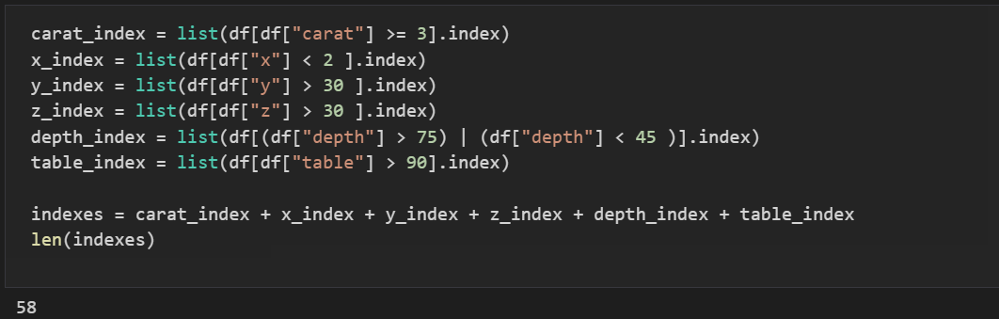 carat_index = list(df[df["carat"] >= 3].index)
x_index = list(df[df["x"] < 2 ].index)
y_index = list(df[df["y"] > 30 ].index)
z_index = list(df[df["z"] > 30 ].index)
depth_index = list(df[(df["depth"] > 75) | (df["depth"] < 45 )].index)
table_index = list(df[df["table"] > 90].index)

indexes = carat_index + x_index + y_index + z_index + depth_index + table_index
len(indexes)
58